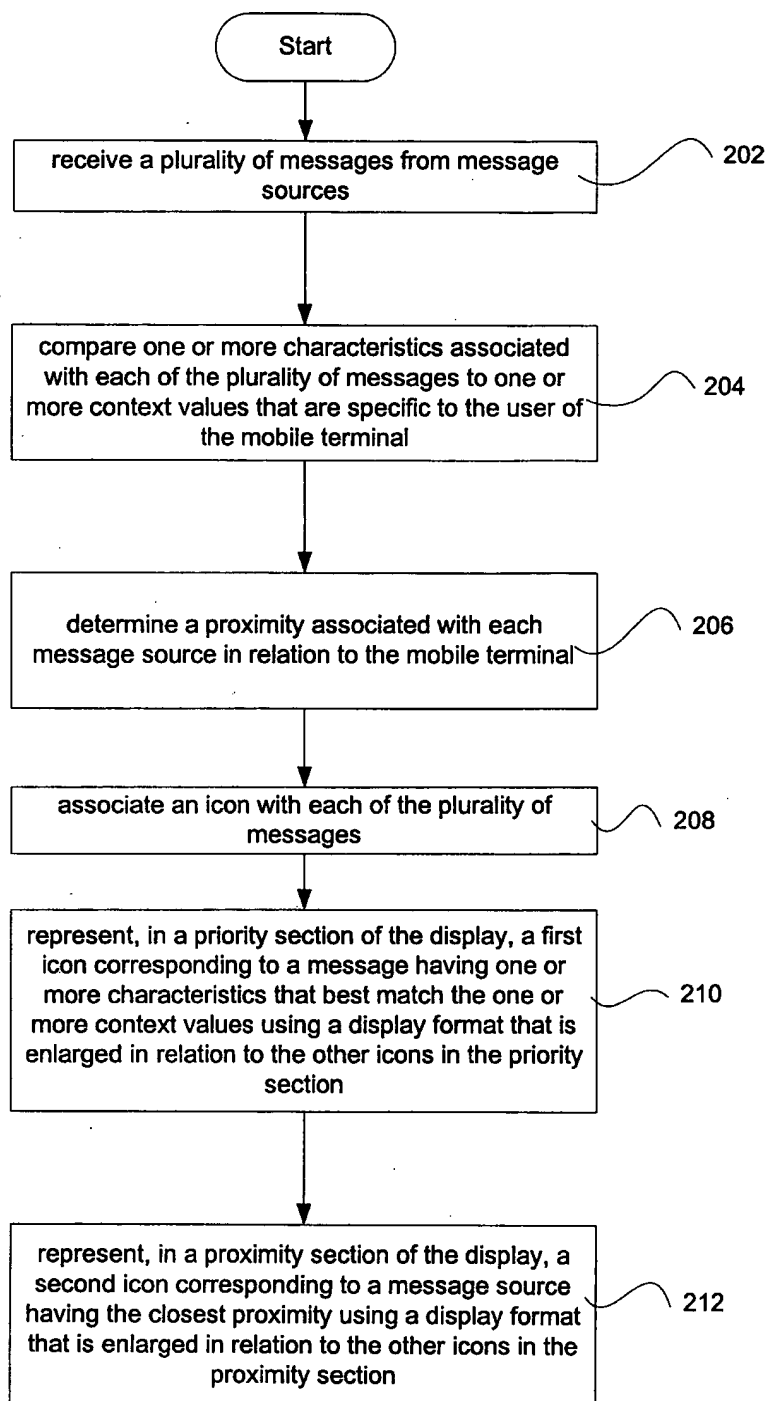 Start
receive a plurality of messages from message
sources
202
compare one or more characteristics associated
with each of the plurality of messages to one or
more context values that are specific to the user of
the mobile terminal
204
determine a proximity associated with each
message source in relation to the mobile terminal
206
associate an icon with each of the plurality of
messages
208
represent, in a priority section of the display, a first
icon corresponding to a message having one or
more characteristics that best match the one or
more context values using a display format that is
enlarged in relation to the other icons in the priority
section
210
represent, in a proximity section of the display, a
second icon corresponding to a message source
having the closest proximity using a display format
that is enlarged in relation to the other icons in the
proximity section
212